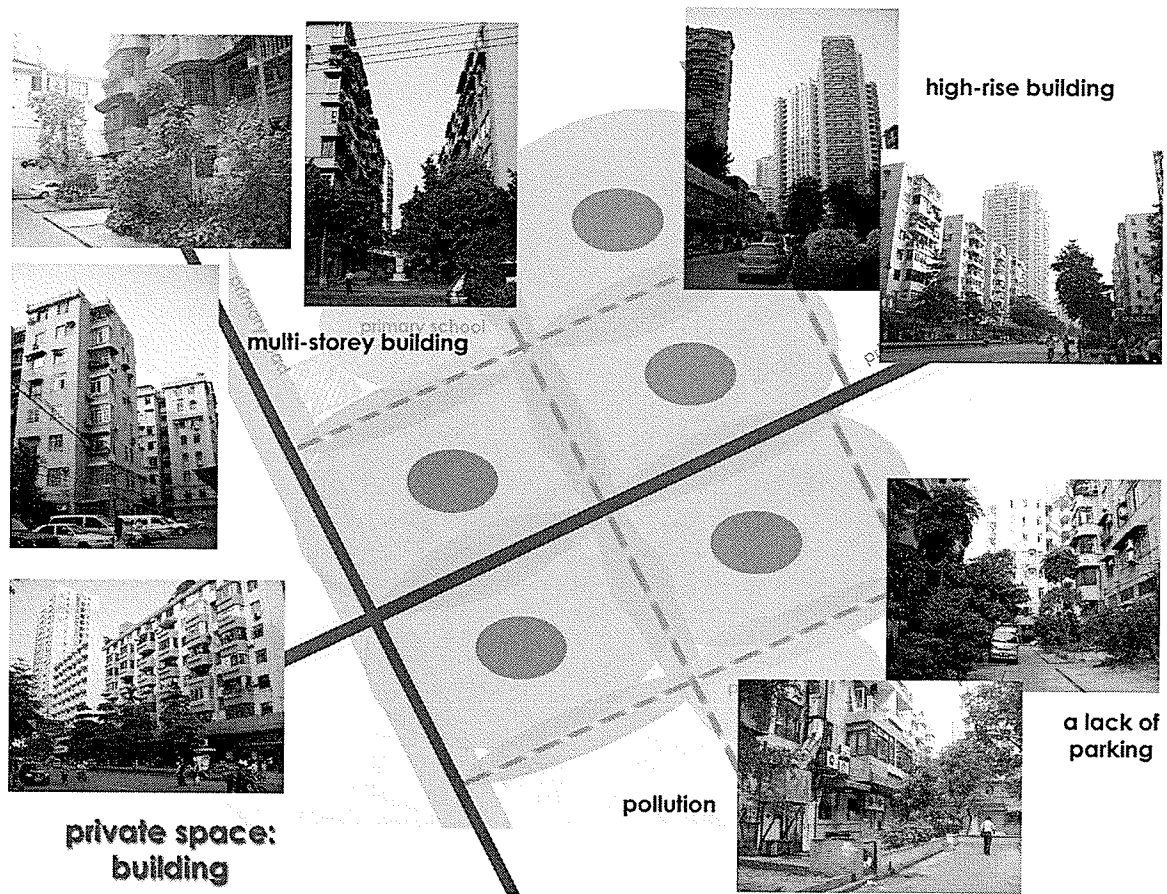 high-rise building
primary school
multi-storey building
a lack of
parking
pollution
private space:
building